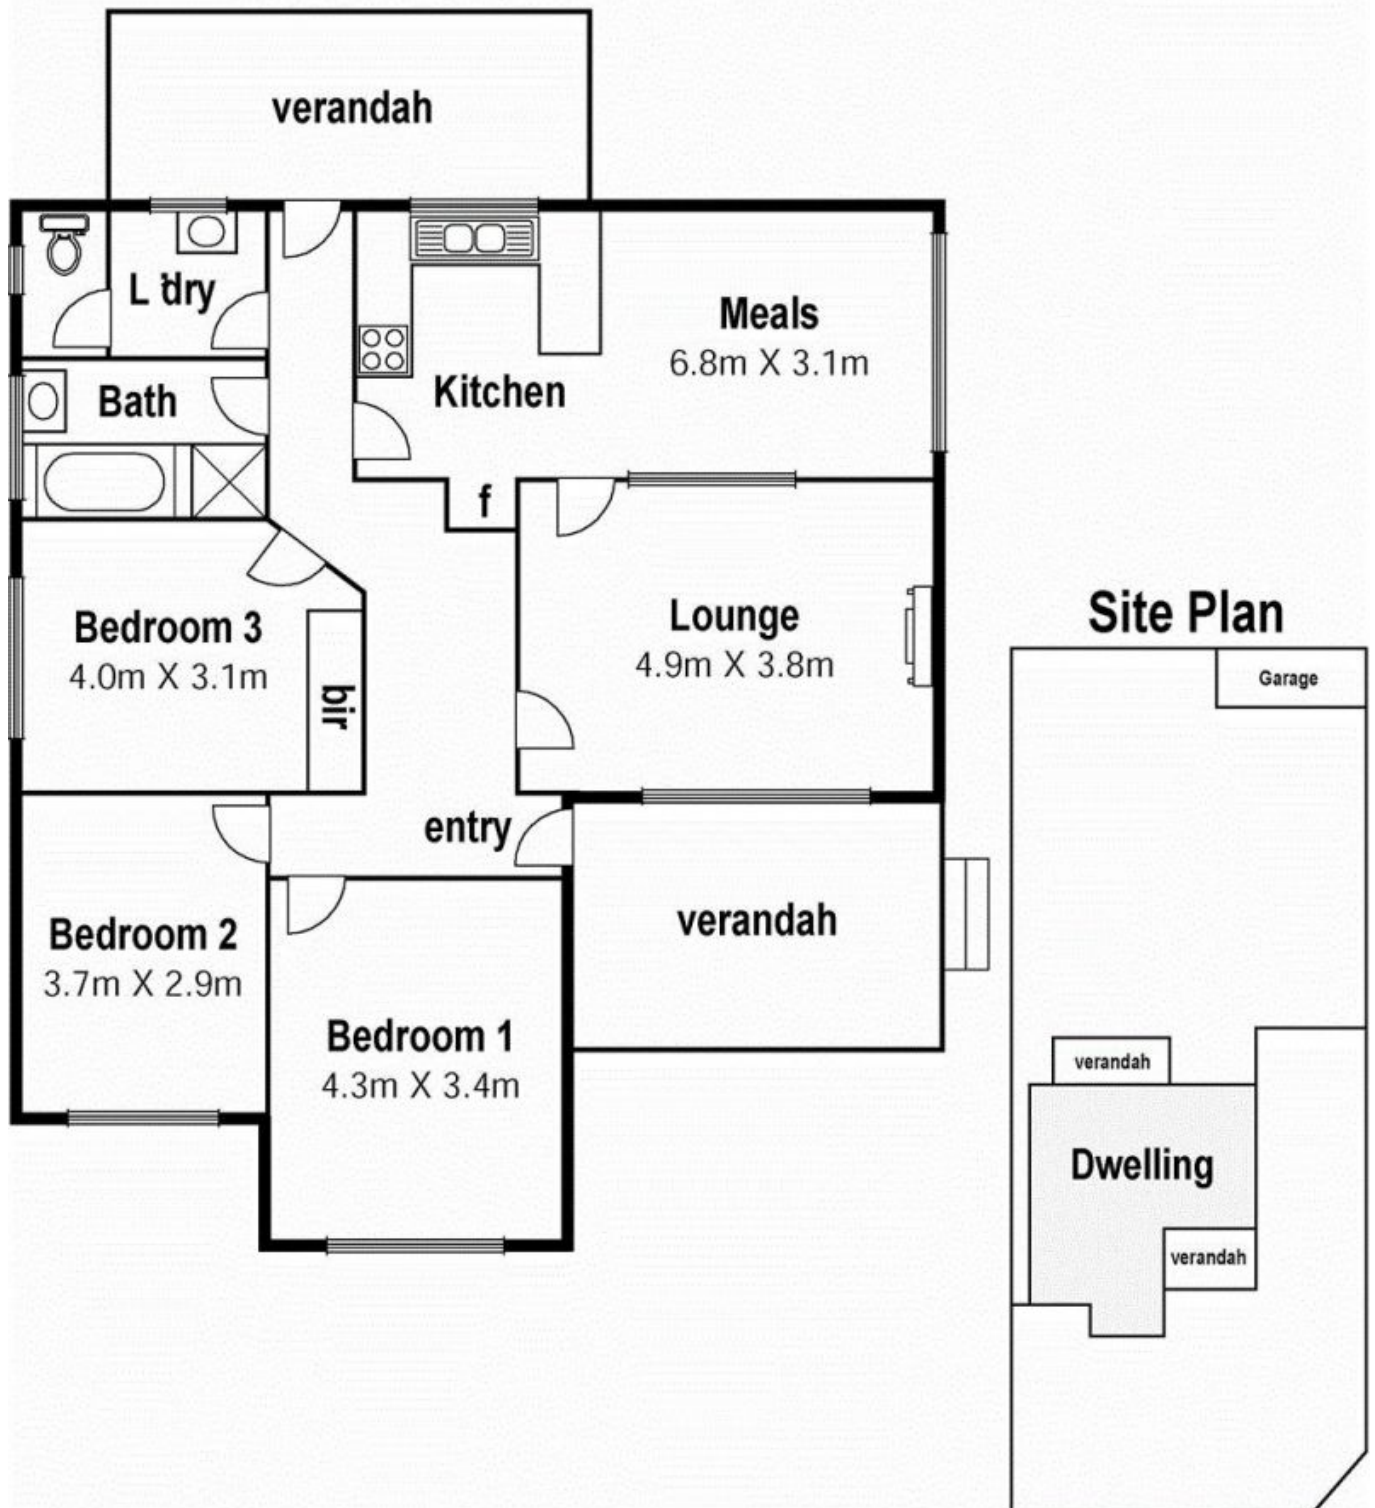 verandah
L'dry
Meals
6.8m X 3.1m
Kitchen
Bath
f
Bedroom 3
4.0m X 3.1m
bir
Lounge
4.9m X 3.8m
entry
verandah
Bedroom 2
3.7m X 2.9m
Bedroom 1
4.3m X 3.4m
Site Plan
Garage
verandah
Dwelling
verandah